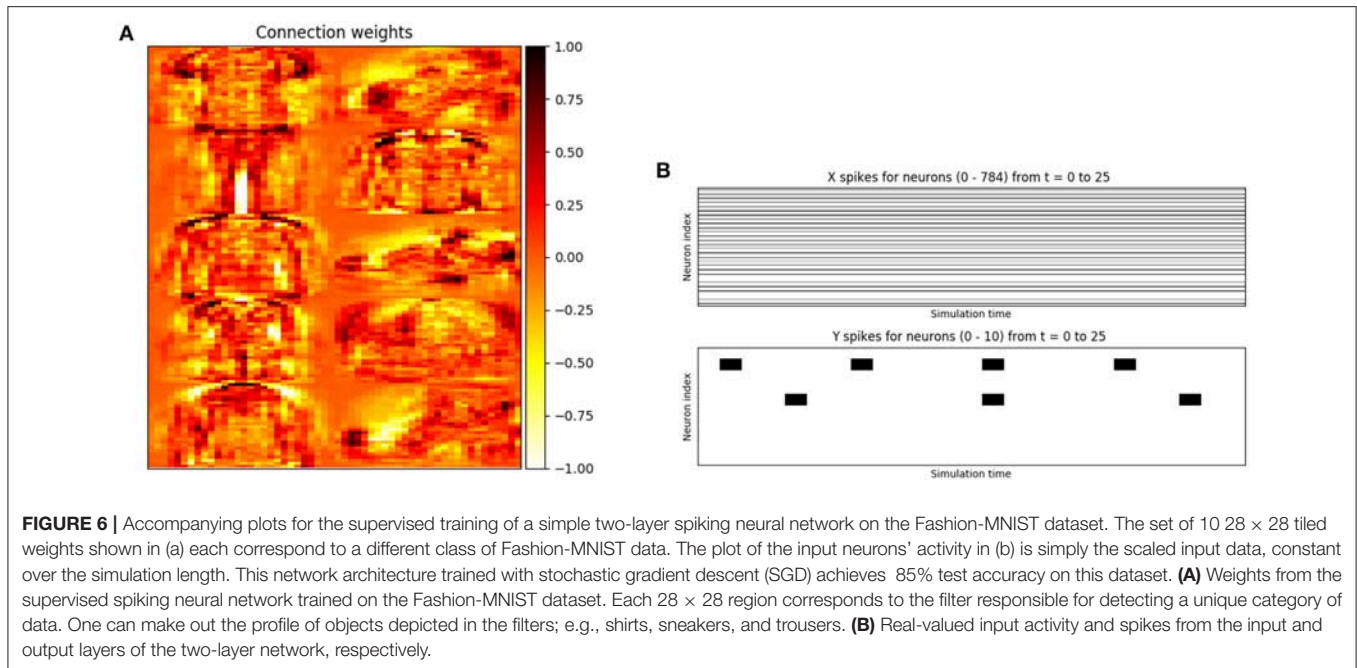 A
Connection weights
1.00
0.75
0.50
0.25
0.00
−0.25
−0.50
−0.75
−1.00
B
X spikes for neurons (0 - 784) from t = 0 to 25
Neuron index
Simulation time
Y spikes for neurons (0 - 10) from t = 0 to 25
Neuron index
Simulation time
FIGURE 6 | Accompanying plots for the supervised training of a simple two-layer spiking neural network on the Fashion-MNIST dataset. The set of 10 28 × 28 tiled
weights shown in (a) each correspond to a different class of Fashion-MNIST data. The plot of the input neurons' activity in (b) is simply the scaled input data, constant
over the simulation length. This network architecture trained with stochastic gradient descent (SGD) achieves 85% test accuracy on this dataset. (A) Weights from the
supervised spiking neural network trained on the Fashion-MNIST dataset. Each 28 × 28 region corresponds to the filter responsible for detecting a unique category of
data. One can make out the profile of objects depicted in the filters; e.g., shirts, sneakers, and trousers. (B) Real-valued input activity and spikes from the input and
output layers of the two-layer network, respectively.